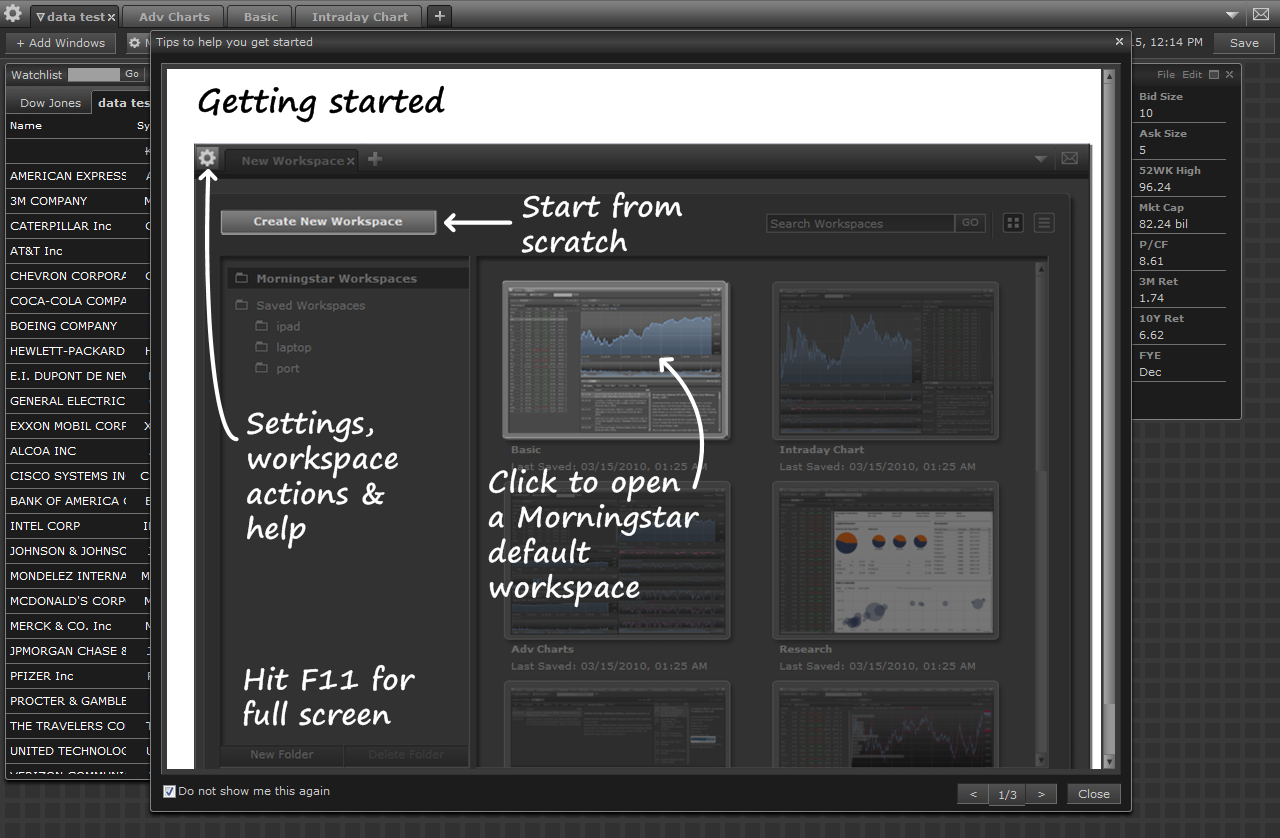 data test x
Adv Charts
Basic
Intraday Chart
+
+ Add Windows
Tips to help you get started
x
15, 12:14 PM
Save
Watchlist
Go
Dow Jones
data tes
Name
Sy
AMERICAN EXPRESS
3M COMPANY
CATERPILLAR Inc
AT&T Inc
CHEVRON CORPORA
COCA-COLA COMPA
BOEING COMPANY
HEWLETT-PACKARD
E.I. DUPONT DE NEN
GENERAL ELECTRIC
EXXON MOBIL CORP
ALCOA INC
CISCO SYSTEMS IN
BANK OF AMERICA
INTEL CORP
JOHNSON & JOHNSC
MONDELEZ INTERNA
MCDONALD'S CORP
MERCK & CO. Inc
JPMORGAN CHASE &
PFIZER Inc
PROCTER & GAMBLE
THE TRAVELERS CO
UNITED TECHNOLOG
VERIZON COMMUNI
Getting started
New Workspace x
+
Create New Workspace
Start from
scratch
Search Workspaces
GO
Morningstar Workspaces
Saved Workspaces
ipad
laptop
port
Settings,
workspace
actions &
help
Hit F11 for
full screen
New Folder
Delete Folder
Basic
Last Saved: 03/15/2010, 01:25 AM
Intraday Chart
Last Saved: 03/15/2010, 01:25 AM
Click to open
a Morningstar
default
workspace
Adv Charts
Last Saved: 03/15/2010, 01:25 AM
Research
Last Saved: 03/15/2010, 01:25 AM
File Edit
Bid Size
10
Ask Size
5
52WK High
96.24
Mkt Cap
82.24 bil
P/CF
8.61
3M Ret
1.74
10Y Ret
6.62
FYE
Dec
Do not show me this again
< 1/3 >
Close